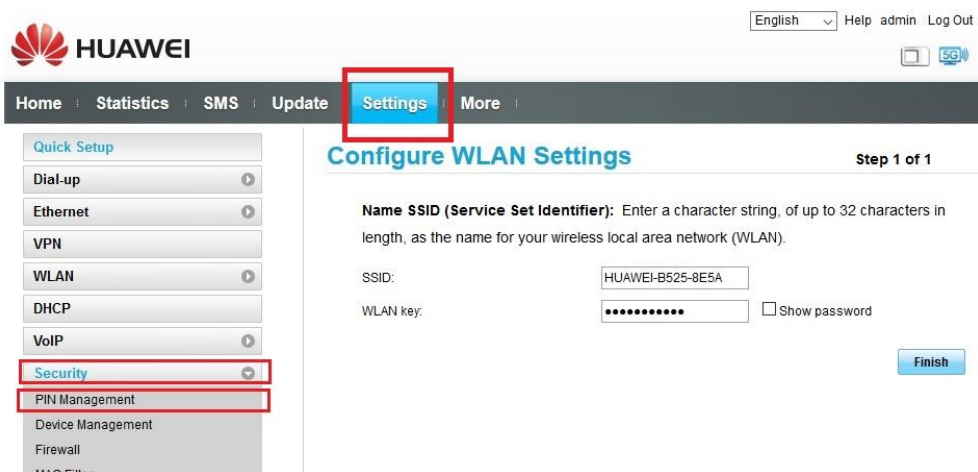 English Help admin Log Out
HUAWEI
5G
Home Statistics SMS Update Settings More
Quick Setup
Dial-up
Ethernet
VPN
WLAN
DHCP
VoIP
Security
PIN Management
Device Management
Firewall
MAC Filter
Configure WLAN Settings
Step 1 of 1
Name SSID (Service Set Identifier): Enter a character string, of up to 32 characters in
length, as the name for your wireless local area network (WLAN).
SSID: HUAWEI-B525-8E5A
WLAN key: ●●●●●●●●●●● Show password
Finish